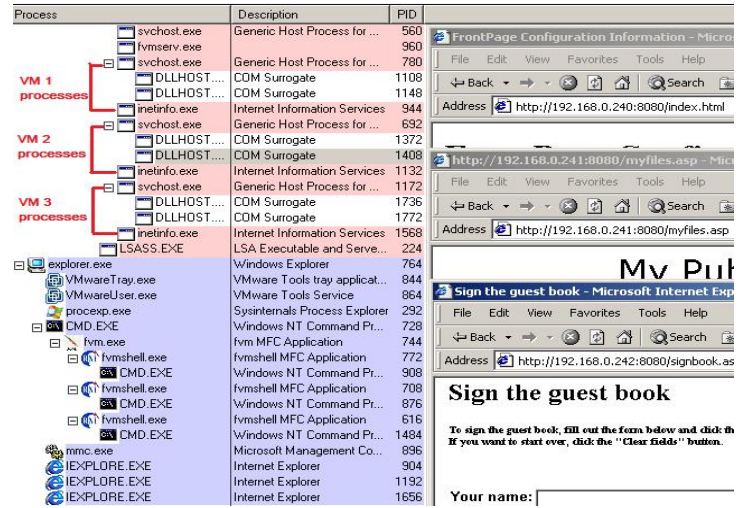 Process Description PID
svchost.exe Generic Host Process for ... 560
fvmserv.exe 960
svchost.exe Generic Host Process for ... 780
DLLHOST.... COM Surrogate 1108
DLLHOST.... COM Surrogate 1148
inetinfo.exe Internet Information Services 944
svchost.exe Generic Host Process for ... 692
DLLHOST.... COM Surrogate 1372
DLLHOST.... COM Surrogate 1408
inetinfo.exe Internet Information Services 1132
svchost.exe Generic Host Process for ... 1172
DLLHOST.... COM Surrogate 1736
DLLHOST.... COM Surrogate 1772
inetinfo.exe Internet Information Services 1568
LSASS.EXE LSA Executable and Serve... 224
explorer.exe Windows Explorer 764
VMwareTray.exe VMware Tools tray applicat... 844
VMwareUser.exe VMware Tools Service 864
procexp.exe Sysinternals Process Explorer 292
CMD.EXE Windows NT Command Pr... 728
fvm.exe fvm MFC Application 744
fvmshell.exe fvmshell MFC Application 772
CMD.EXE Windows NT Command Pr... 908
fvmshell.exe fvmshell MFC Application 708
CMD.EXE Windows NT Command Pr... 876
fvmshell.exe fvmshell MFC Application 616
CMD.EXE Windows NT Command Pr... 1484
mmc.exe Microsoft Management Co... 896
IEXPLORE.EXE Internet Explorer 904
IEXPLORE.EXE Internet Explorer 1192
IEXPLORE.EXE Internet Explorer 1656
VM 1
processes
VM 2
processes
VM 3
processes
FrontPage Configuration Information - Micros
File Edit View Favorites Tools Help
Back Search
Address http://192.168.0.240:8080/index.html
http://192.168.0.241:8080/myfiles.asp - Micr
File Edit View Favorites Tools Help
Back Search
Address http://192.168.0.241:8080/myfiles.asp
My Pub
Sign the guest book - Microsoft Internet Exp
File Edit View Favorites Tools Help
Back Search
Address http://192.168.0.242:8080/signbook.as
Sign the guest book
To sign the guest book, fill out the form below and click th
If you want to start over, click the "Clear fields" button.
Your name: